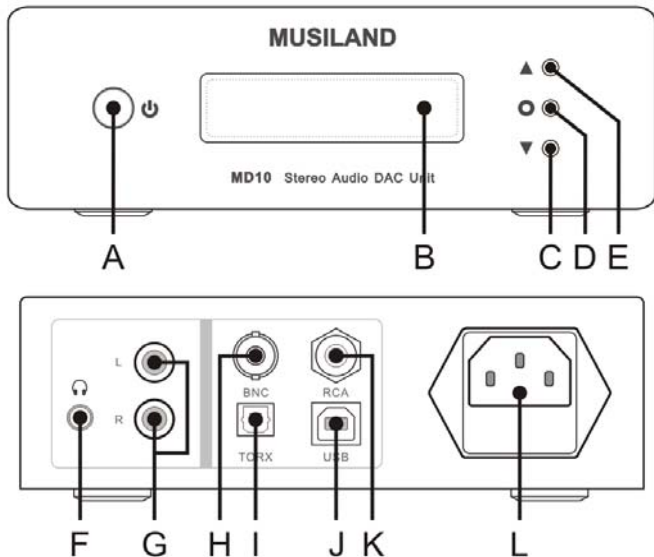 MUSILAND
MD10 Stereo Audio DAC Unit
A B C D E
L
BNC RCA
R
TORX USB
F G H I J K L